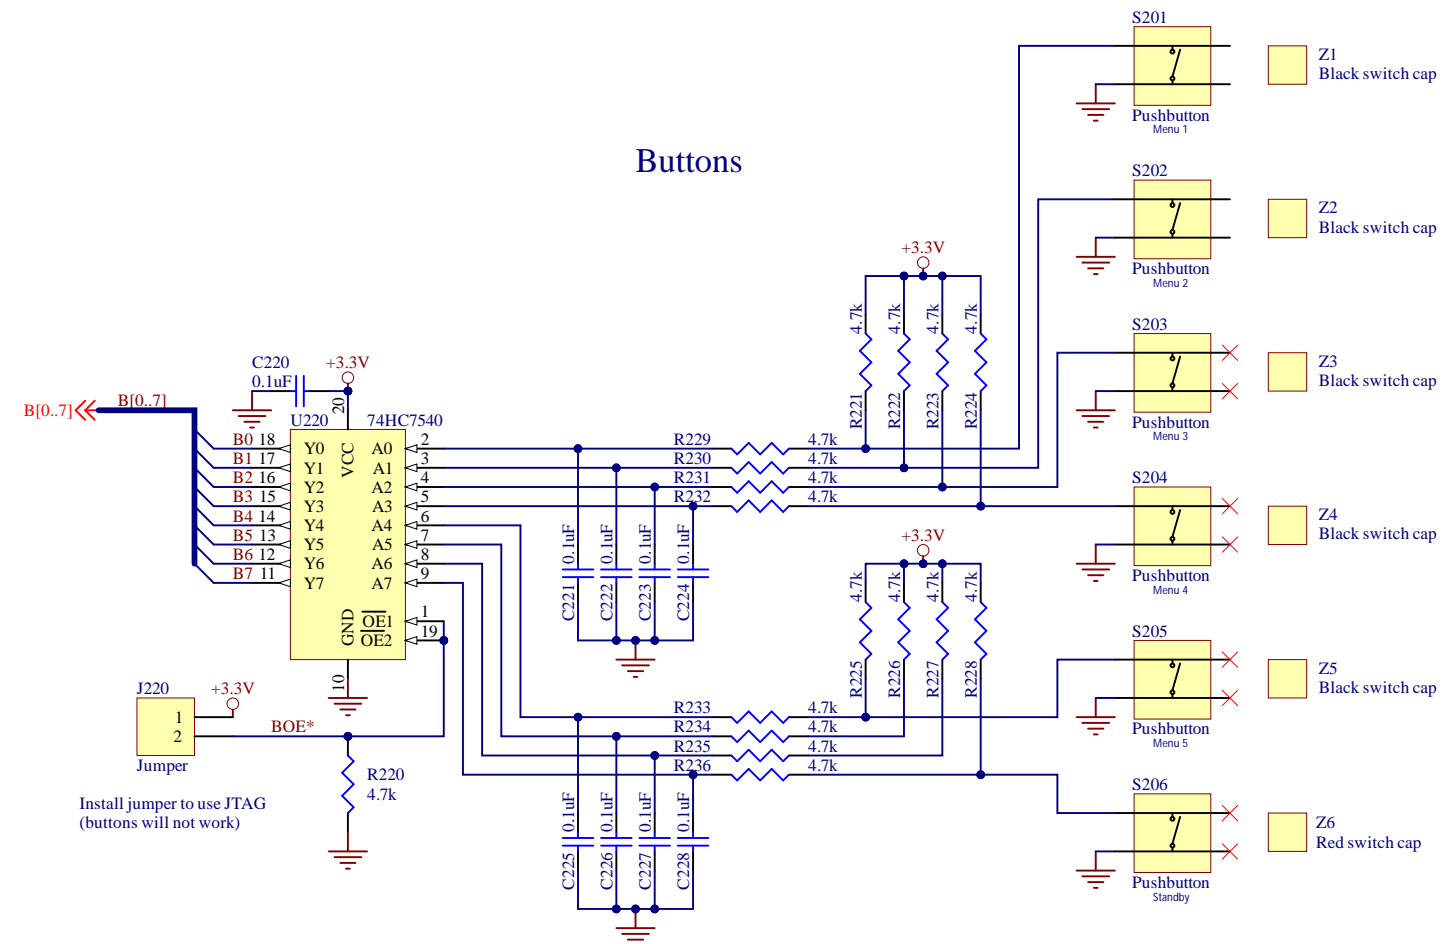 Buttons
S201
Pushbutton
Menu 1
Z1
Black switch cap
S202
Pushbutton
Menu 2
Z2
Black switch cap
S203
Pushbutton
Menu 3
Z3
Black switch cap
S204
Pushbutton
Menu 4
Z4
Black switch cap
S205
Pushbutton
Menu 5
Z5
Black switch cap
S206
Pushbutton
Standby
Z6
Red switch cap
+3.3V
4.7k 4.7k 4.7k 4.7k
R221 R222 R223 R224
C220
0.1uF
+3.3V
B[0..7]
B[0..7]
U220 74HC7540
20
VCC
B0 18 Y0 A0 2
B1 17 Y1 A1 3
B2 16 Y2 A2 4
B3 15 Y3 A3 5
B4 14 Y4 A4 6
B5 13 Y5 A5 7
B6 12 Y6 A6 8
B7 11 Y7 A7 9
GND
10
OE1 1
OE2 19
R229 4.7k
R230 4.7k
R231 4.7k
R232 4.7k
0.1uF 0.1uF 0.1uF 0.1uF
C221 C222 C223 C224
+3.3V
4.7k 4.7k 4.7k 4.7k
R225 R226 R227 R228
R233 4.7k
R234 4.7k
R235 4.7k
R236 4.7k
0.1uF 0.1uF 0.1uF 0.1uF
C225 C226 C227 C228
J220
+3.3V
1
2
BOE*
Jumper
R220
4.7k
Install jumper to use JTAG
(buttons will not work)